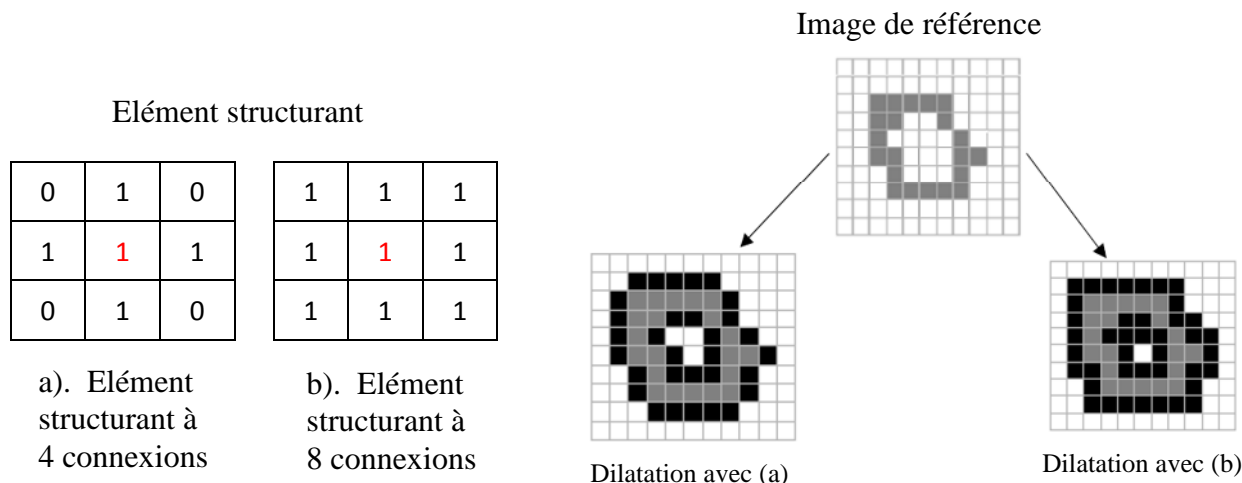 Image de référence
Elément structurant
0 1 0
1 1 1
0 1 0
1 1 1
1 1 1
1 1 1
a). Elément
structurant à
4 connexions
b). Elément
structurant à
8 connexions
Dilatation avec (a)
Dilatation avec (b)